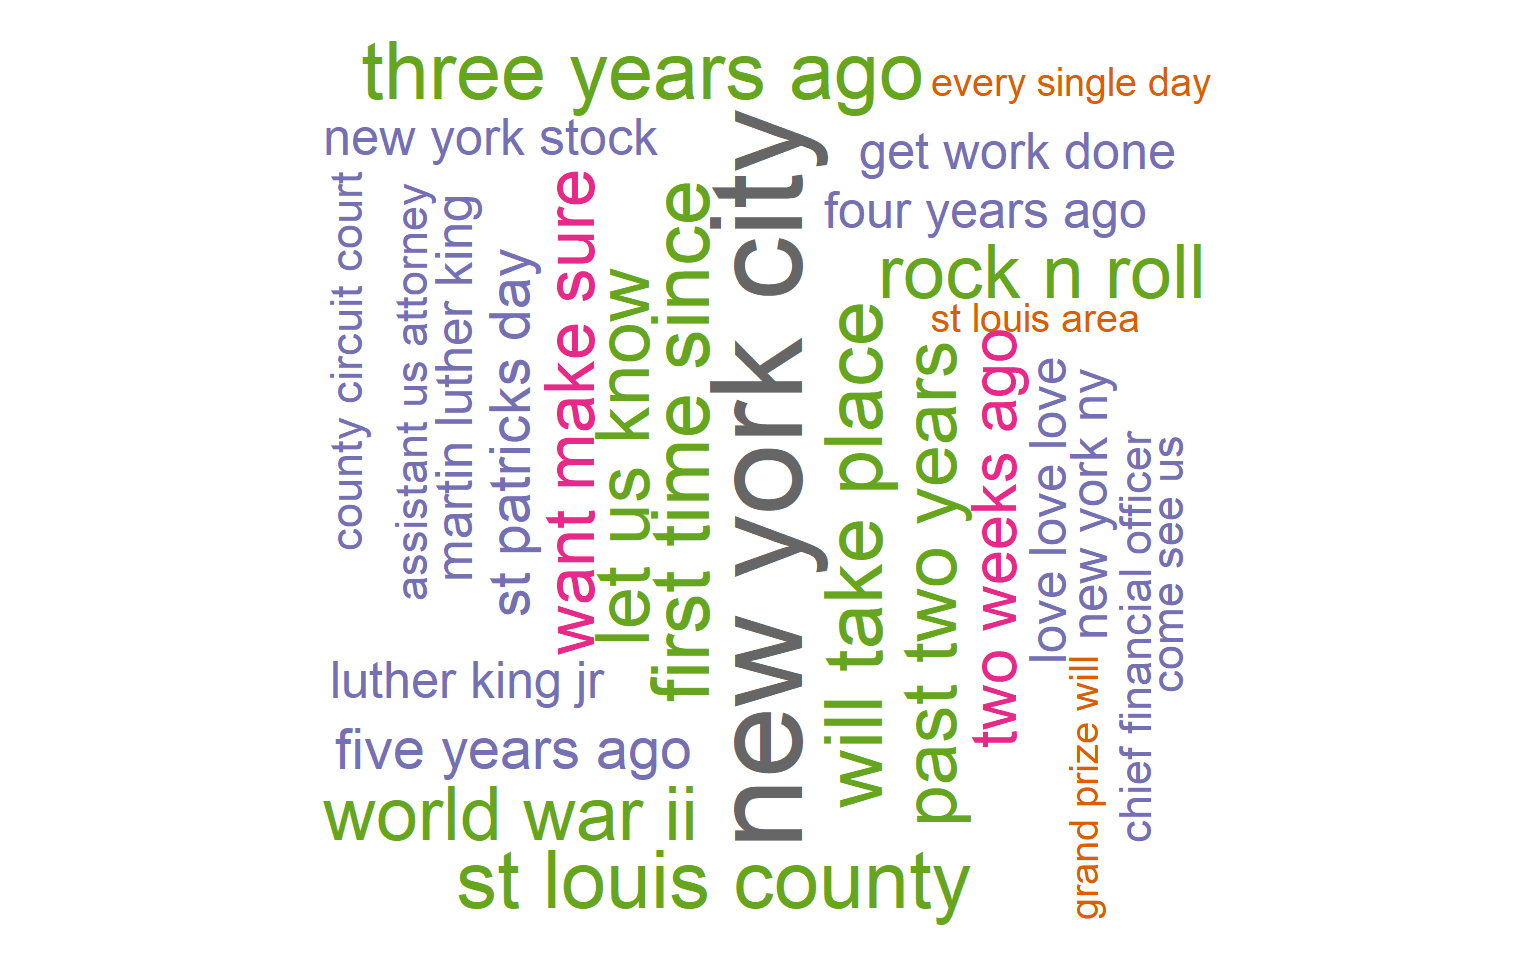 three years ago
every single day
new york stock
get work done
four years ago
rock n roll
st louis area
county circuit court
assistant us attorney
martin luther king
st patricks day
want make sure
let us know
first time since
new york city
will take place
past two years
two weeks ago
love love love
new york ny
chief financial officer
come see us
grand prize will
luther king jr
five years ago
world war ii
st louis county